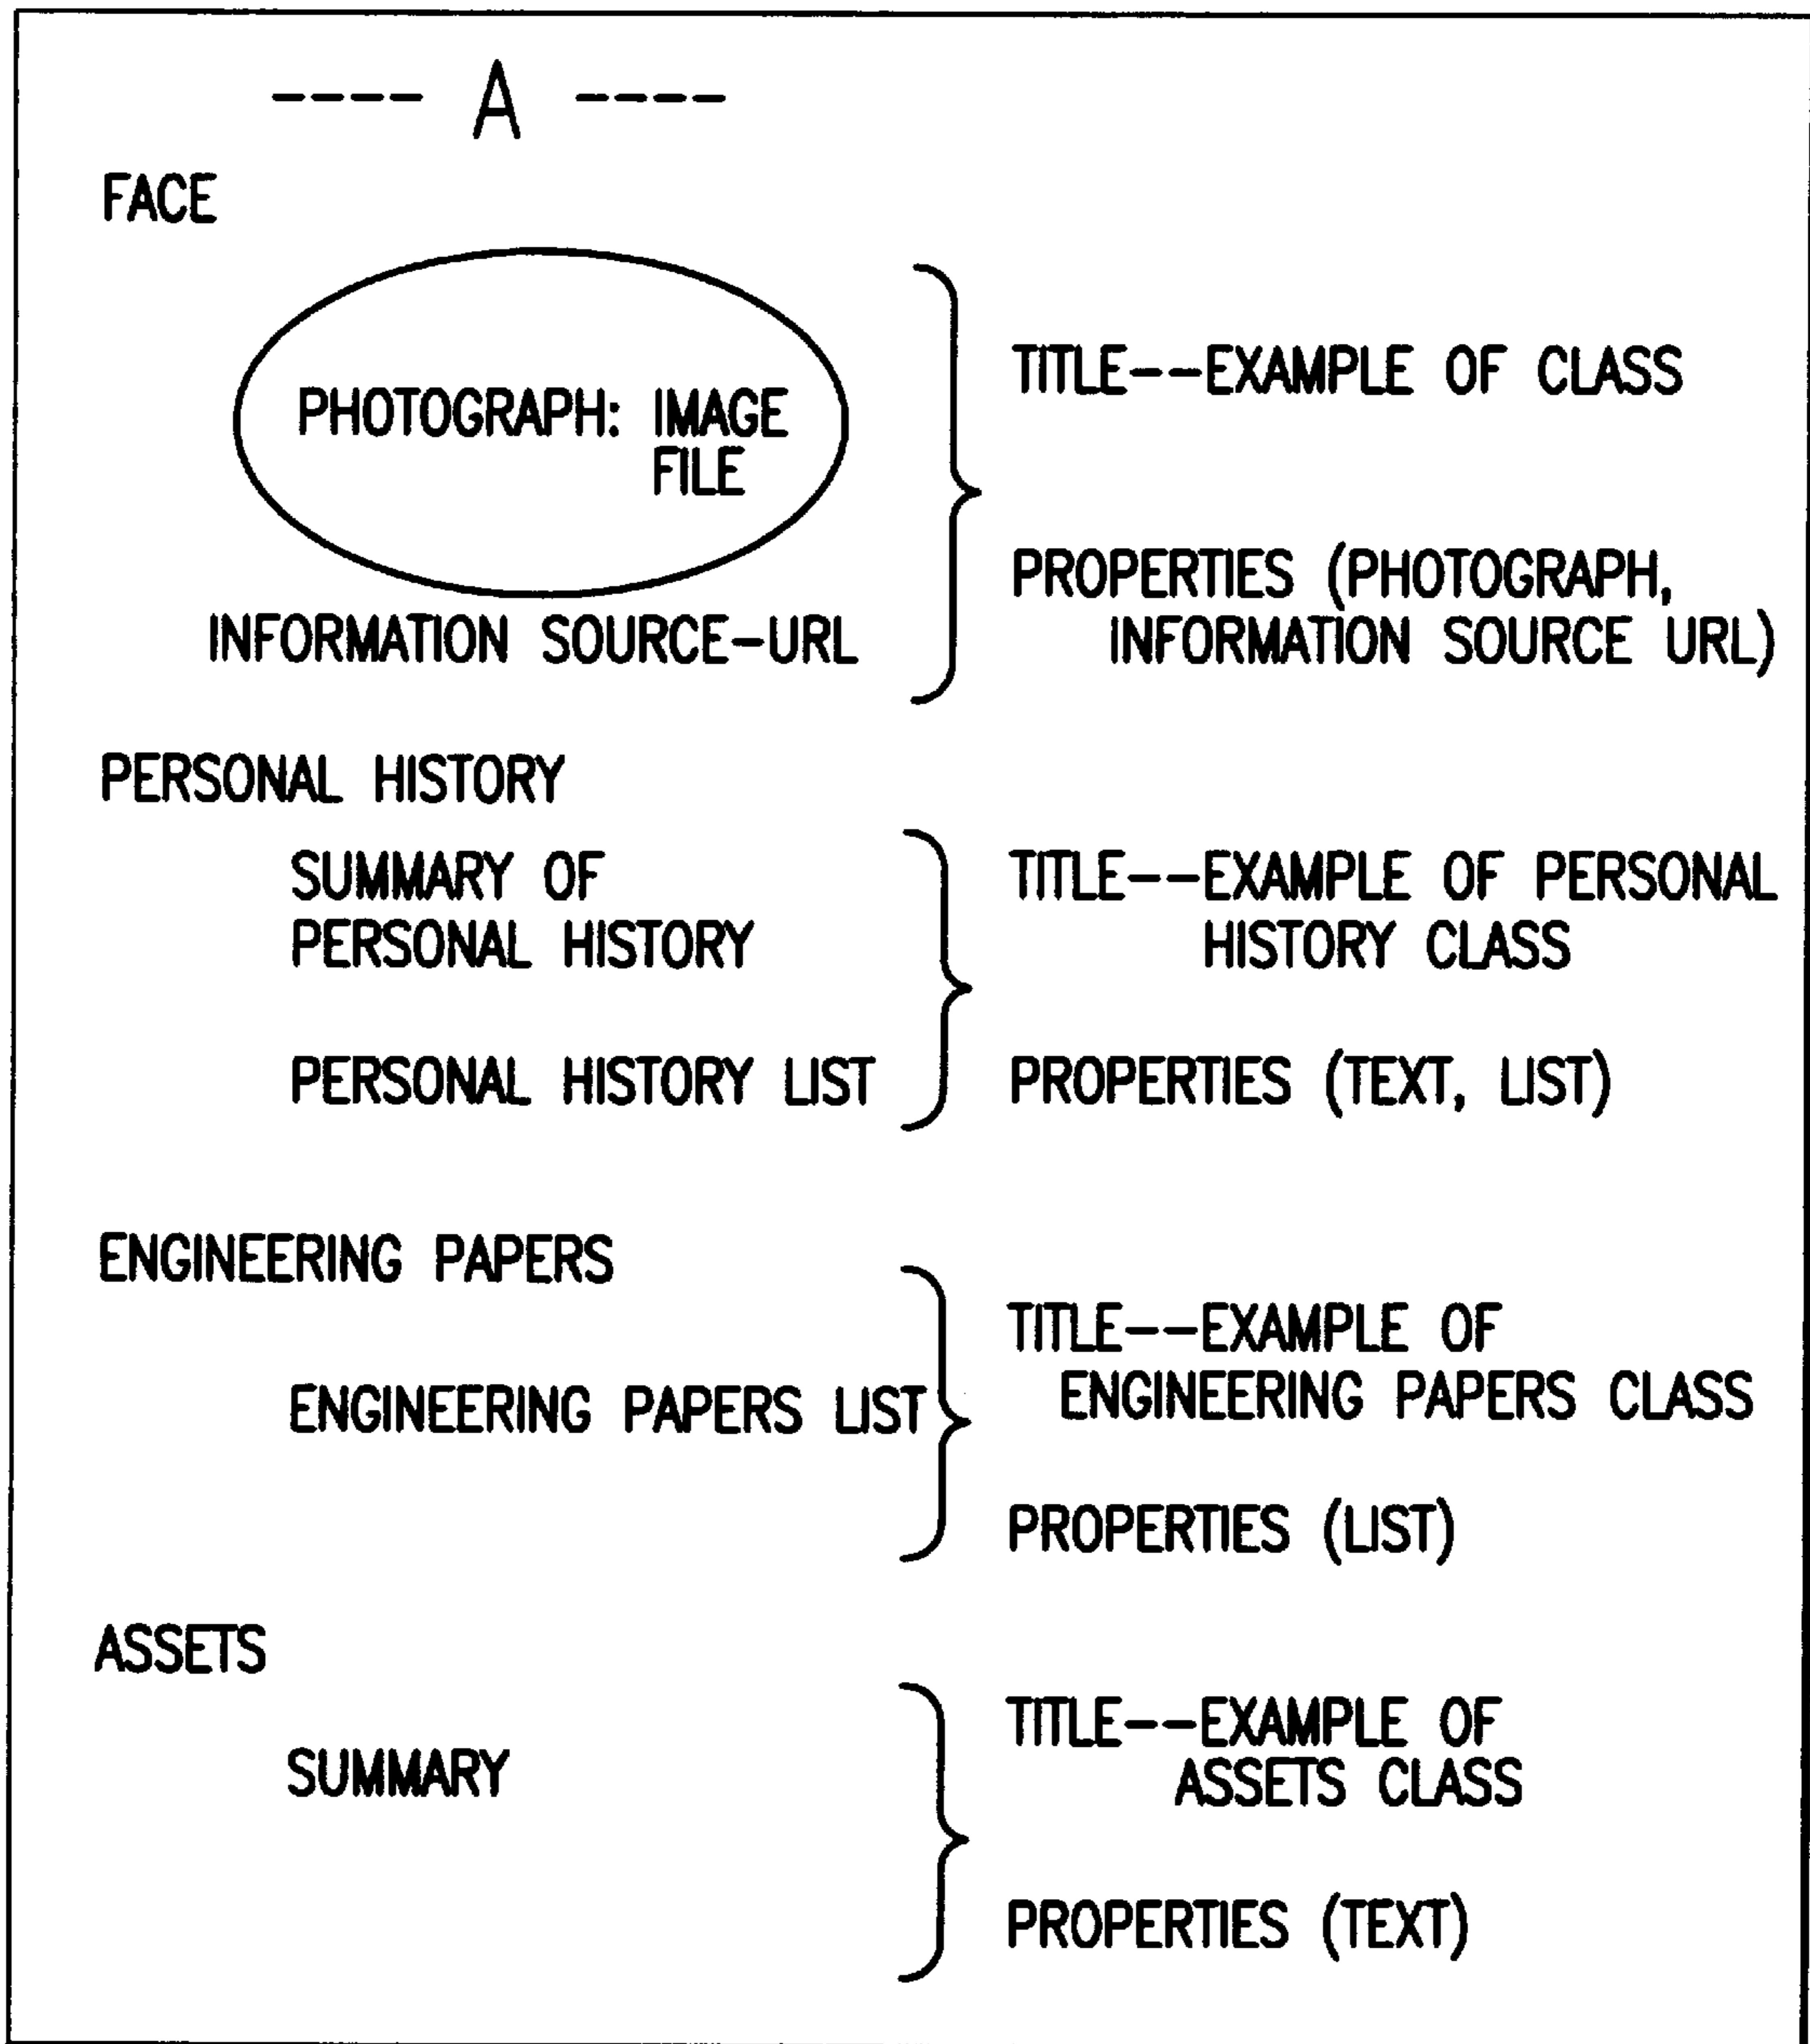 ---- A ----
FACE
PHOTOGRAPH: IMAGE
FILE
INFORMATION SOURCE-URL
TITLE--EXAMPLE OF CLASS
PROPERTIES (PHOTOGRAPH,
INFORMATION SOURCE URL)
PERSONAL HISTORY
SUMMARY OF
PERSONAL HISTORY
PERSONAL HISTORY LIST
TITLE--EXAMPLE OF PERSONAL
HISTORY CLASS
PROPERTIES (TEXT, LIST)
ENGINEERING PAPERS
ENGINEERING PAPERS LIST
TITLE--EXAMPLE OF
ENGINEERING PAPERS CLASS
PROPERTIES (LIST)
ASSETS
SUMMARY
TITLE--EXAMPLE OF
ASSETS CLASS
PROPERTIES (TEXT)